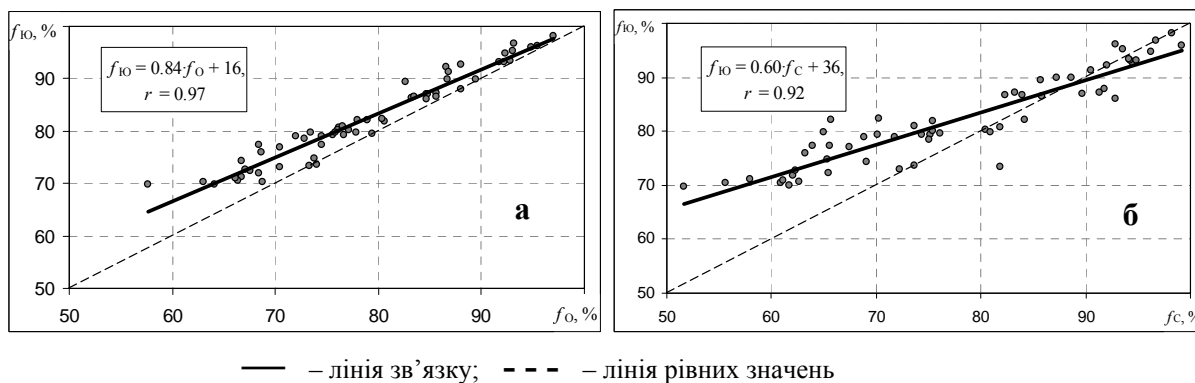 fЮ, %
100
90
80
70
60
50
50
60
70
80
90
fО, %
fЮ = 0.84·fО + 16,
r = 0.97
а
fЮ, %
100
90
80
70
60
50
50
60
70
80
90
fС, %
fЮ = 0.60·fС + 36,
r = 0.92
б
– лінія зв’язку; – лінія рівних значень